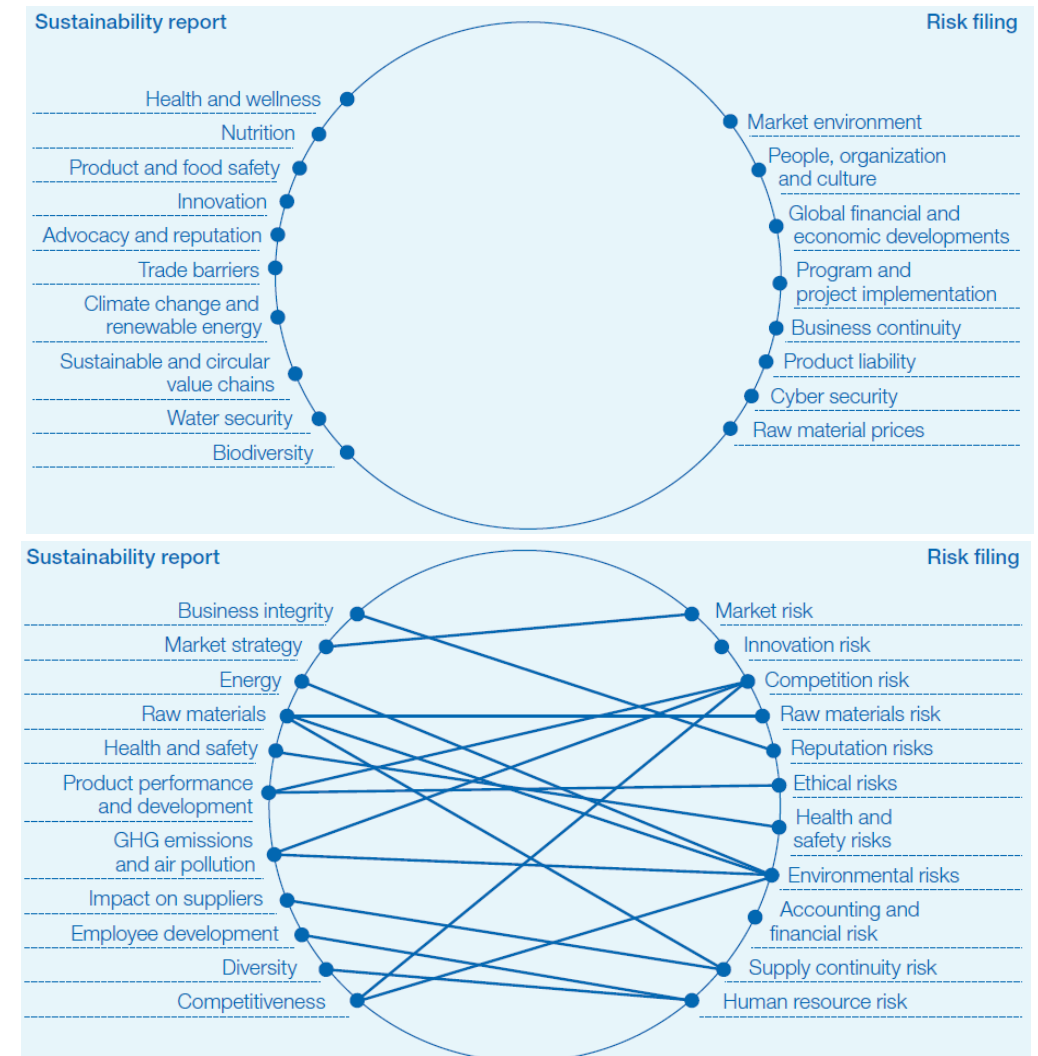 Sustainability report
Risk filing
Health and wellness
Nutrition
Product and food safety
Innovation
Advocacy and reputation
Trade barriers
Climate change and
renewable energy
Sustainable and circular
value chains
Water security
Biodiversity
Market environment
People, organization
and culture
Global financial and
economic developments
Program and
project implementation
Business continuity
Product liability
Cyber security
Raw material prices
Sustainability report
Risk filing
Business integrity
Market strategy
Energy
Raw materials
Health and safety
Product performance
and development
GHG emissions
and air pollution
Impact on suppliers
Employee development
Diversity
Competitiveness
Market risk
Innovation risk
Competition risk
Raw materials risk
Reputation risks
Ethical risks
Health and
safety risks
Environmental risks
Accounting and
financial risk
Supply continuity risk
Human resource risk